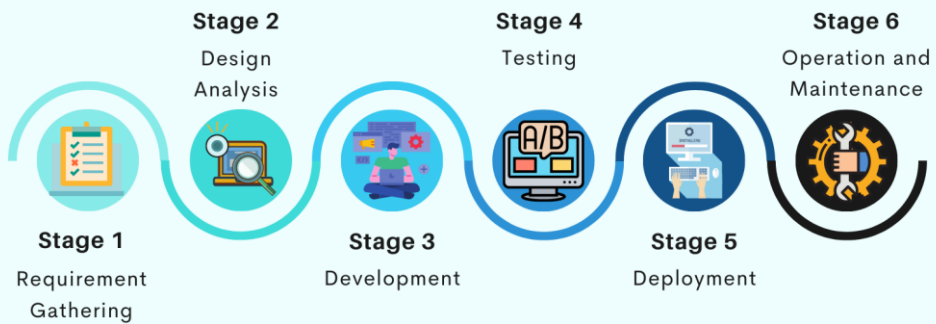 Stage 1
Requirement
Gathering
Stage 2
Design
Analysis
Stage 3
Development
Stage 4
Testing
A/B
Stage 5
Deployment
Stage 6
Operation and
Maintenance